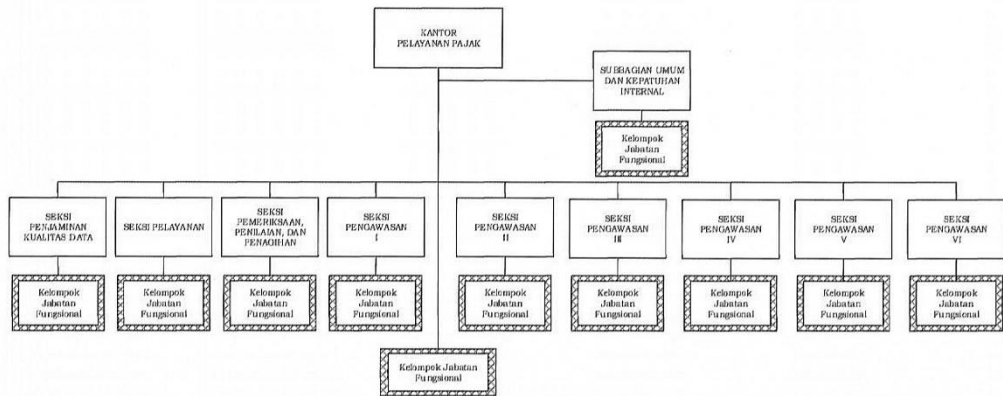 KANTOR
PELAYANAN PAJAK
SUBBAGIAN UMUM
DAN KEPATUHAN
INTERNAL
Kelompok
Jabatan
Fungsional
SEKSI
PENJAMINAN
KUALITAS DATA
SEKSI PELAYANAN
SEKSI
PEMERIKSAAN,
PENILAIAN, DAN
PENAGIHAN
SEKSI
PENGAWASAN
I
SEKSI
PENGAWASAN
II
SEKSI
PENGAWASAN
III
SEKSI
PENGAWASAN
IV
SEKSI
PENGAWASAN
V
SEKSI
PENGAWASAN
VI
Kelompok
Jabatan
Fungsional
Kelompok
Jabatan
Fungsional
Kelompok
Jabatan
Fungsional
Kelompok
Jabatan
Fungsional
Kelompok
Jabatan
Fungsional
Kelompok
Jabatan
Fungsional
Kelompok
Jabatan
Fungsional
Kelompok
Jabatan
Fungsional
Kelompok
Jabatan
Fungsional
Kelompok Jabatan
Fungsional